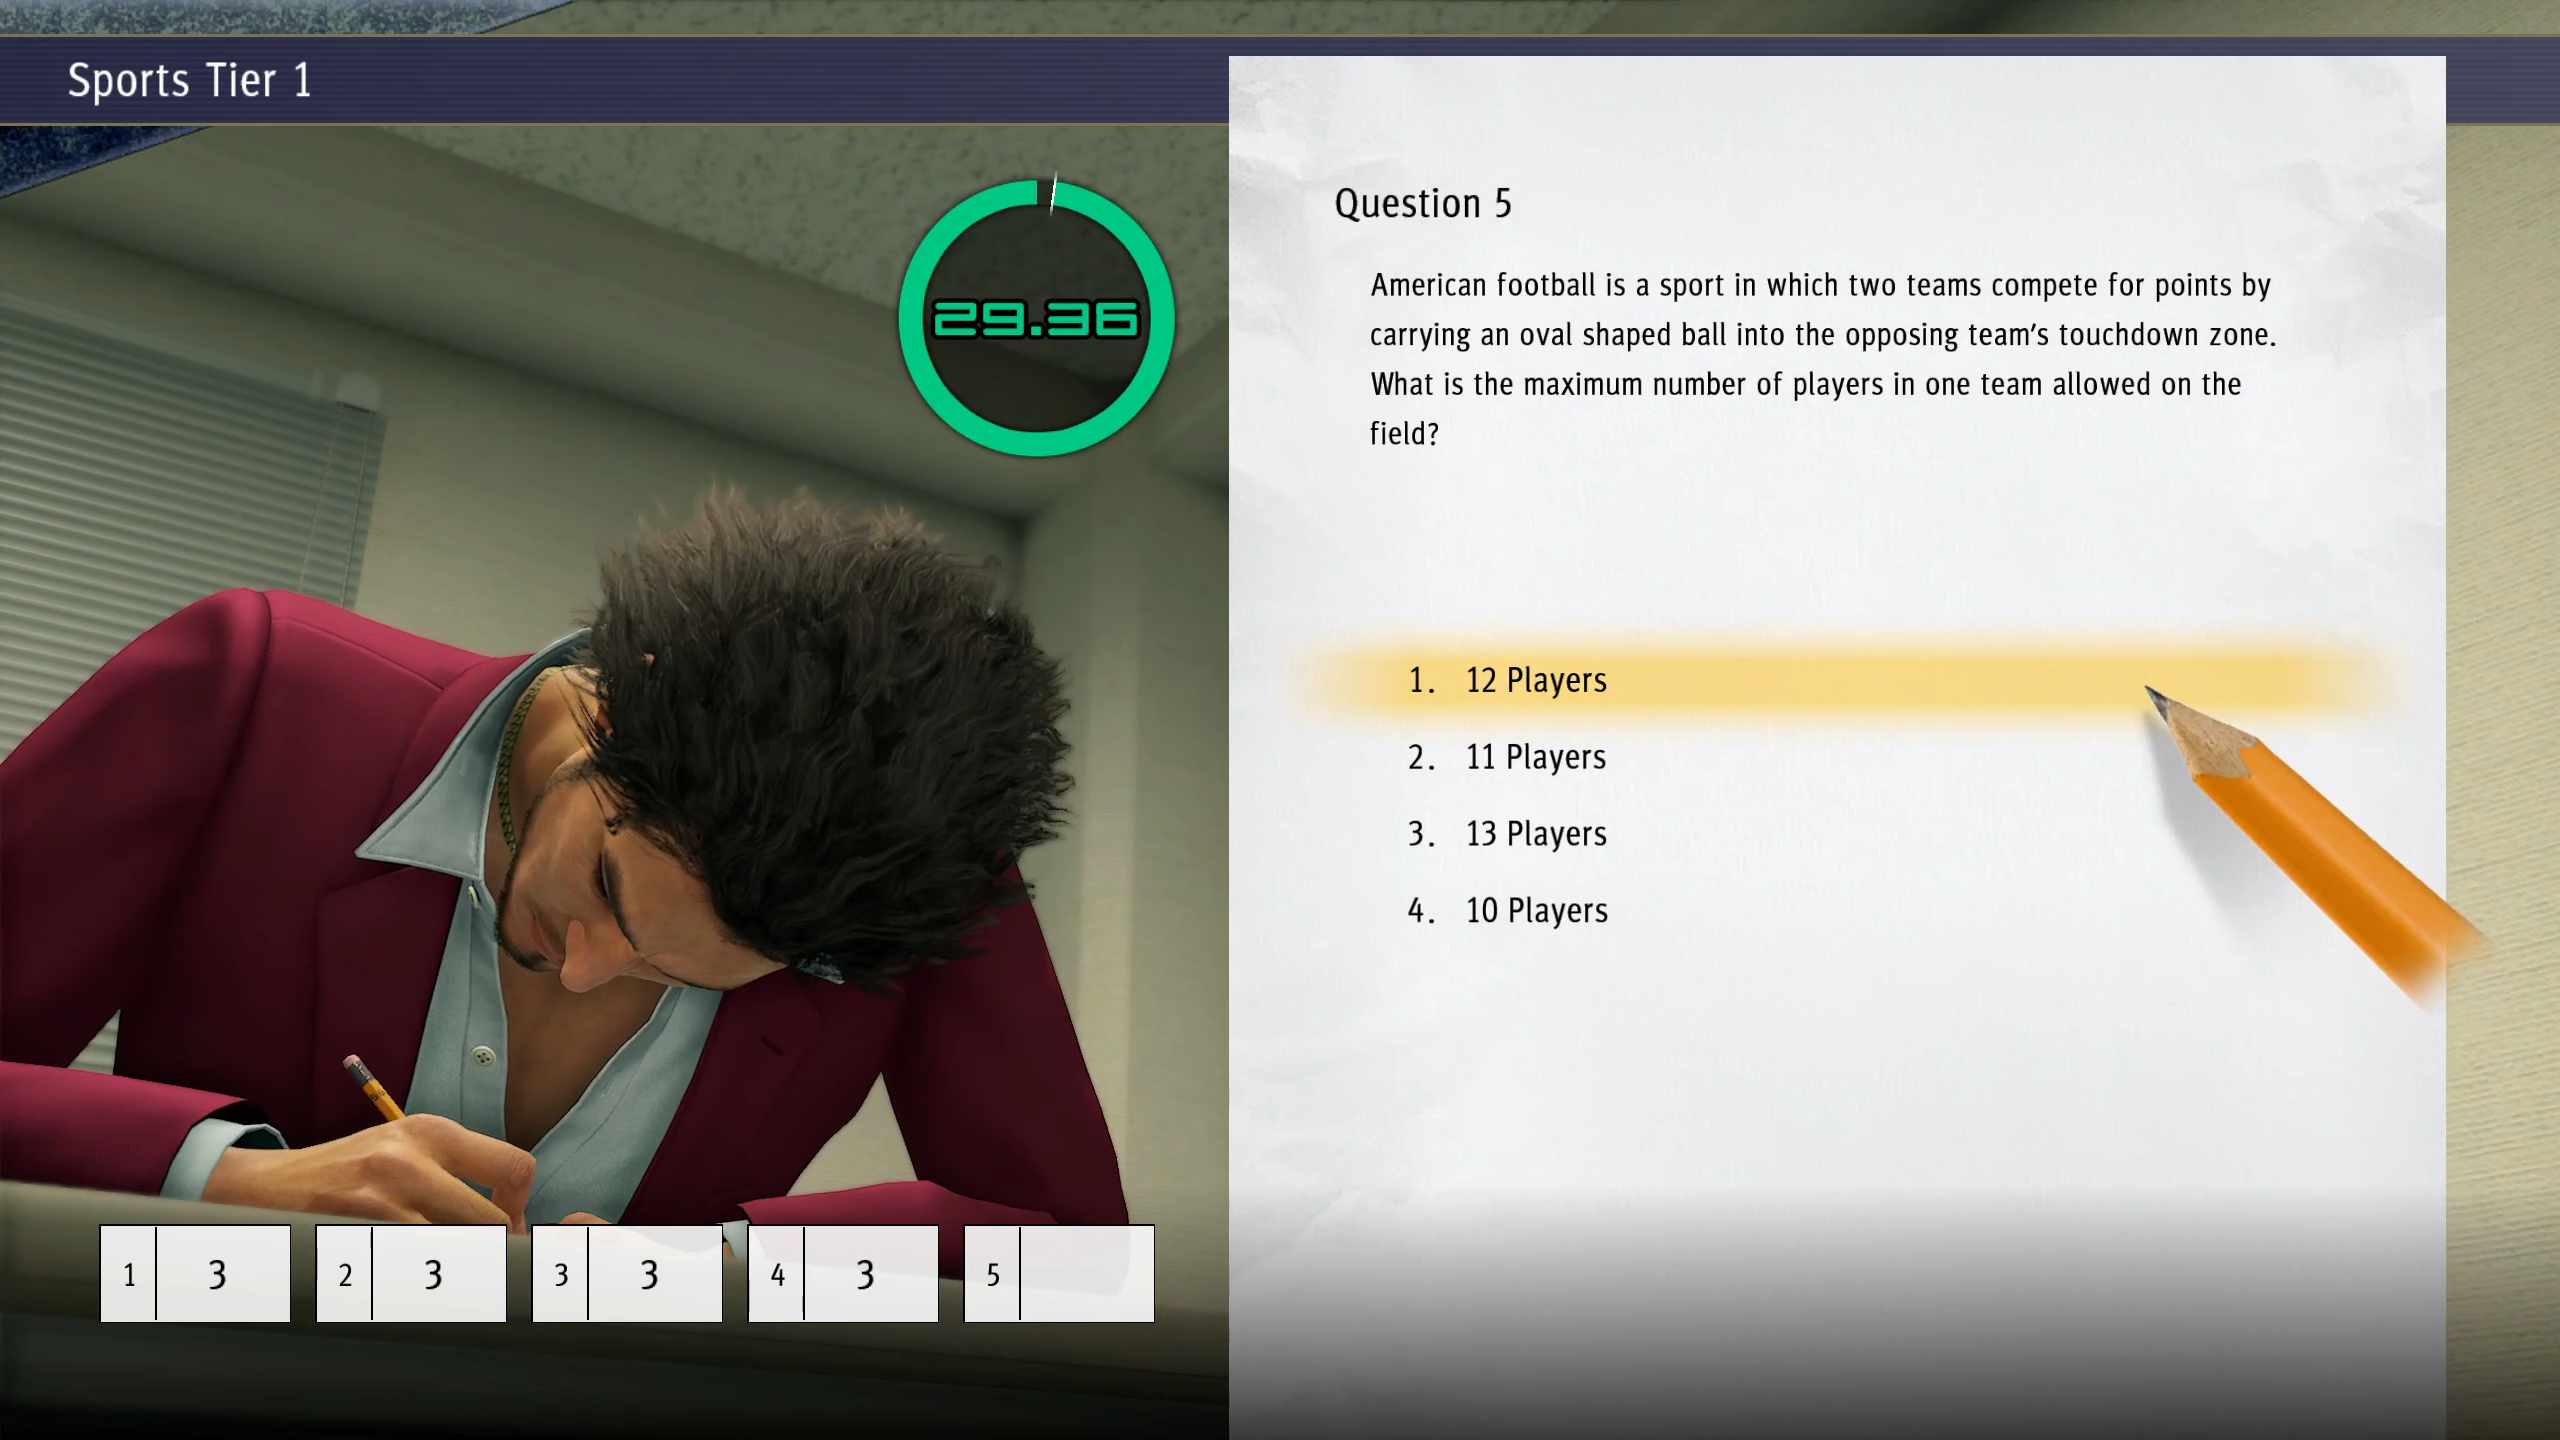 Sports Tier 1
29.36
Question 5
American football is a sport in which two teams compete for points by
carrying an oval shaped ball into the opposing team's touchdown zone.
What is the maximum number of players in one team allowed on the
field?
1. 12 Players
2. 11 Players
3. 13 Players
4. 10 Players
1 3 2 3 3 3 4 3 5